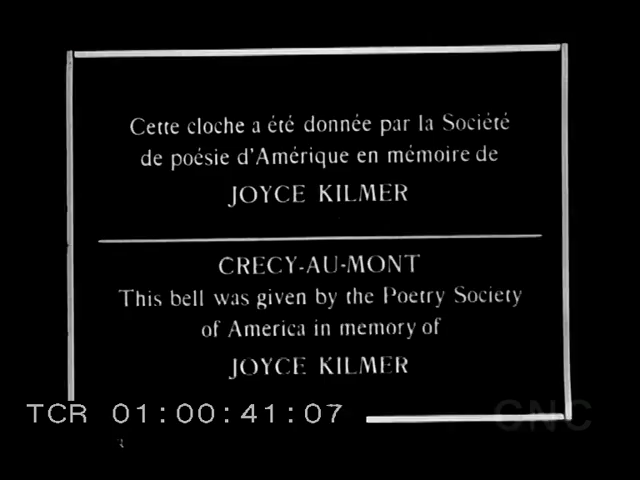 Cette cloche a été donnée par la Société
de poésie d'Amérique en mémoire de
JOYCE KILMER
CRECY-AU-MONT
This bell was given by the Poetry Society
of America in memory of
JOYCE KILMER
TCR 01:00:41:07
GNC